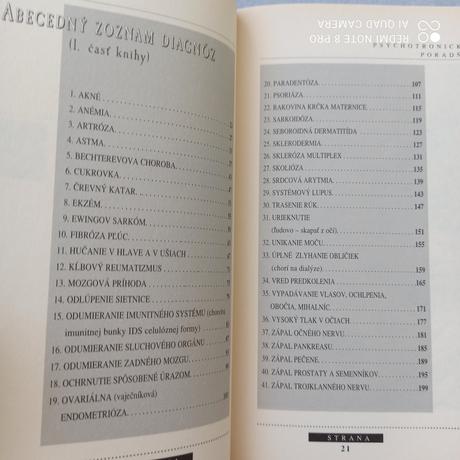 ABECEDNÝ ZOZNAM DIAGNÓZ
(I. časť knihy)
1. AKNÉ
2. ANÉMIA
3. ARTRÓZA
4. ASTMA
5. BECHTEREVOVA CHOROBA
6. CUKROVKA
7. ČREVNÝ KATAR
8. EKZÉM
9. EWINGOV SARKÓM
10. FIBRÓZA PĽÚC
11. HUČANIE V HLAVE A V UŠIACH
12. KĹBOVÝ REUMATIZMUS
13. MOZGOVÁ PRÍHODA
14. ODLÚPENIE SIETNICE
15. ODUMIERANIE IMUNITNÉHO SYSTÉMU (choroba
imunitnej bunky IDS celulóznej formy)
16. ODUMIERANIE SLUCHOVÉHO ORGÁNU
17. ODUMIERANIE ZADNÉHO MOZGU
18. OCHRNUTIE SPÔSOBENÉ ÚRAZOM
19. OVARIÁLNA (vaječníková)
ENDOMETRIÓZA
REDMI NOTE 8 PRO
AI QUAD CAMERA
PSYCHOTRONICK
PORADŇ
20. PARADENTÓZA 107
21. PSORIÁZA 111
22. RAKOVINA KRČKA MATERNICE 115
23. SARKOIDÓZA 119
24. SEBOROIDNÁ DERMATITÍDA 123
25. SKLERODERMIA 127
26. SKLERÓZA MULTIPLEX 131
27. SKOLIÓZA 135
28. SRDCOVÁ ARYTMIA 139
29. SYSTÉMOVÝ LUPUS 143
30. TRASENIE RÚK 147
31. URIEKNUTIE
(ľudovo - skapať z očí) 151
32. UNIKANIE MOČU 155
33. ÚPLNÉ ZLYHANIE OBLIČIEK
(chorí na dialýze) 159
34. VRED PREDKOLENIA 165
35. VYPADÁVANIE VLASOV, OCHLPENIA,
OBOČIA, MIHALNÍC 171
36. VYSOKÝ TLAK V OČIACH 177
37. ZÁPAL OČNÉHO NERVU 181
38. ZÁPAL PANKREASU 185
39. ZÁPAL PEČENE 189
40. ZÁPAL PROSTATY A SEMENNÍKOV 195
41. ZÁPAL TROJKLANNÉHO NERVU 199
STRANA
21